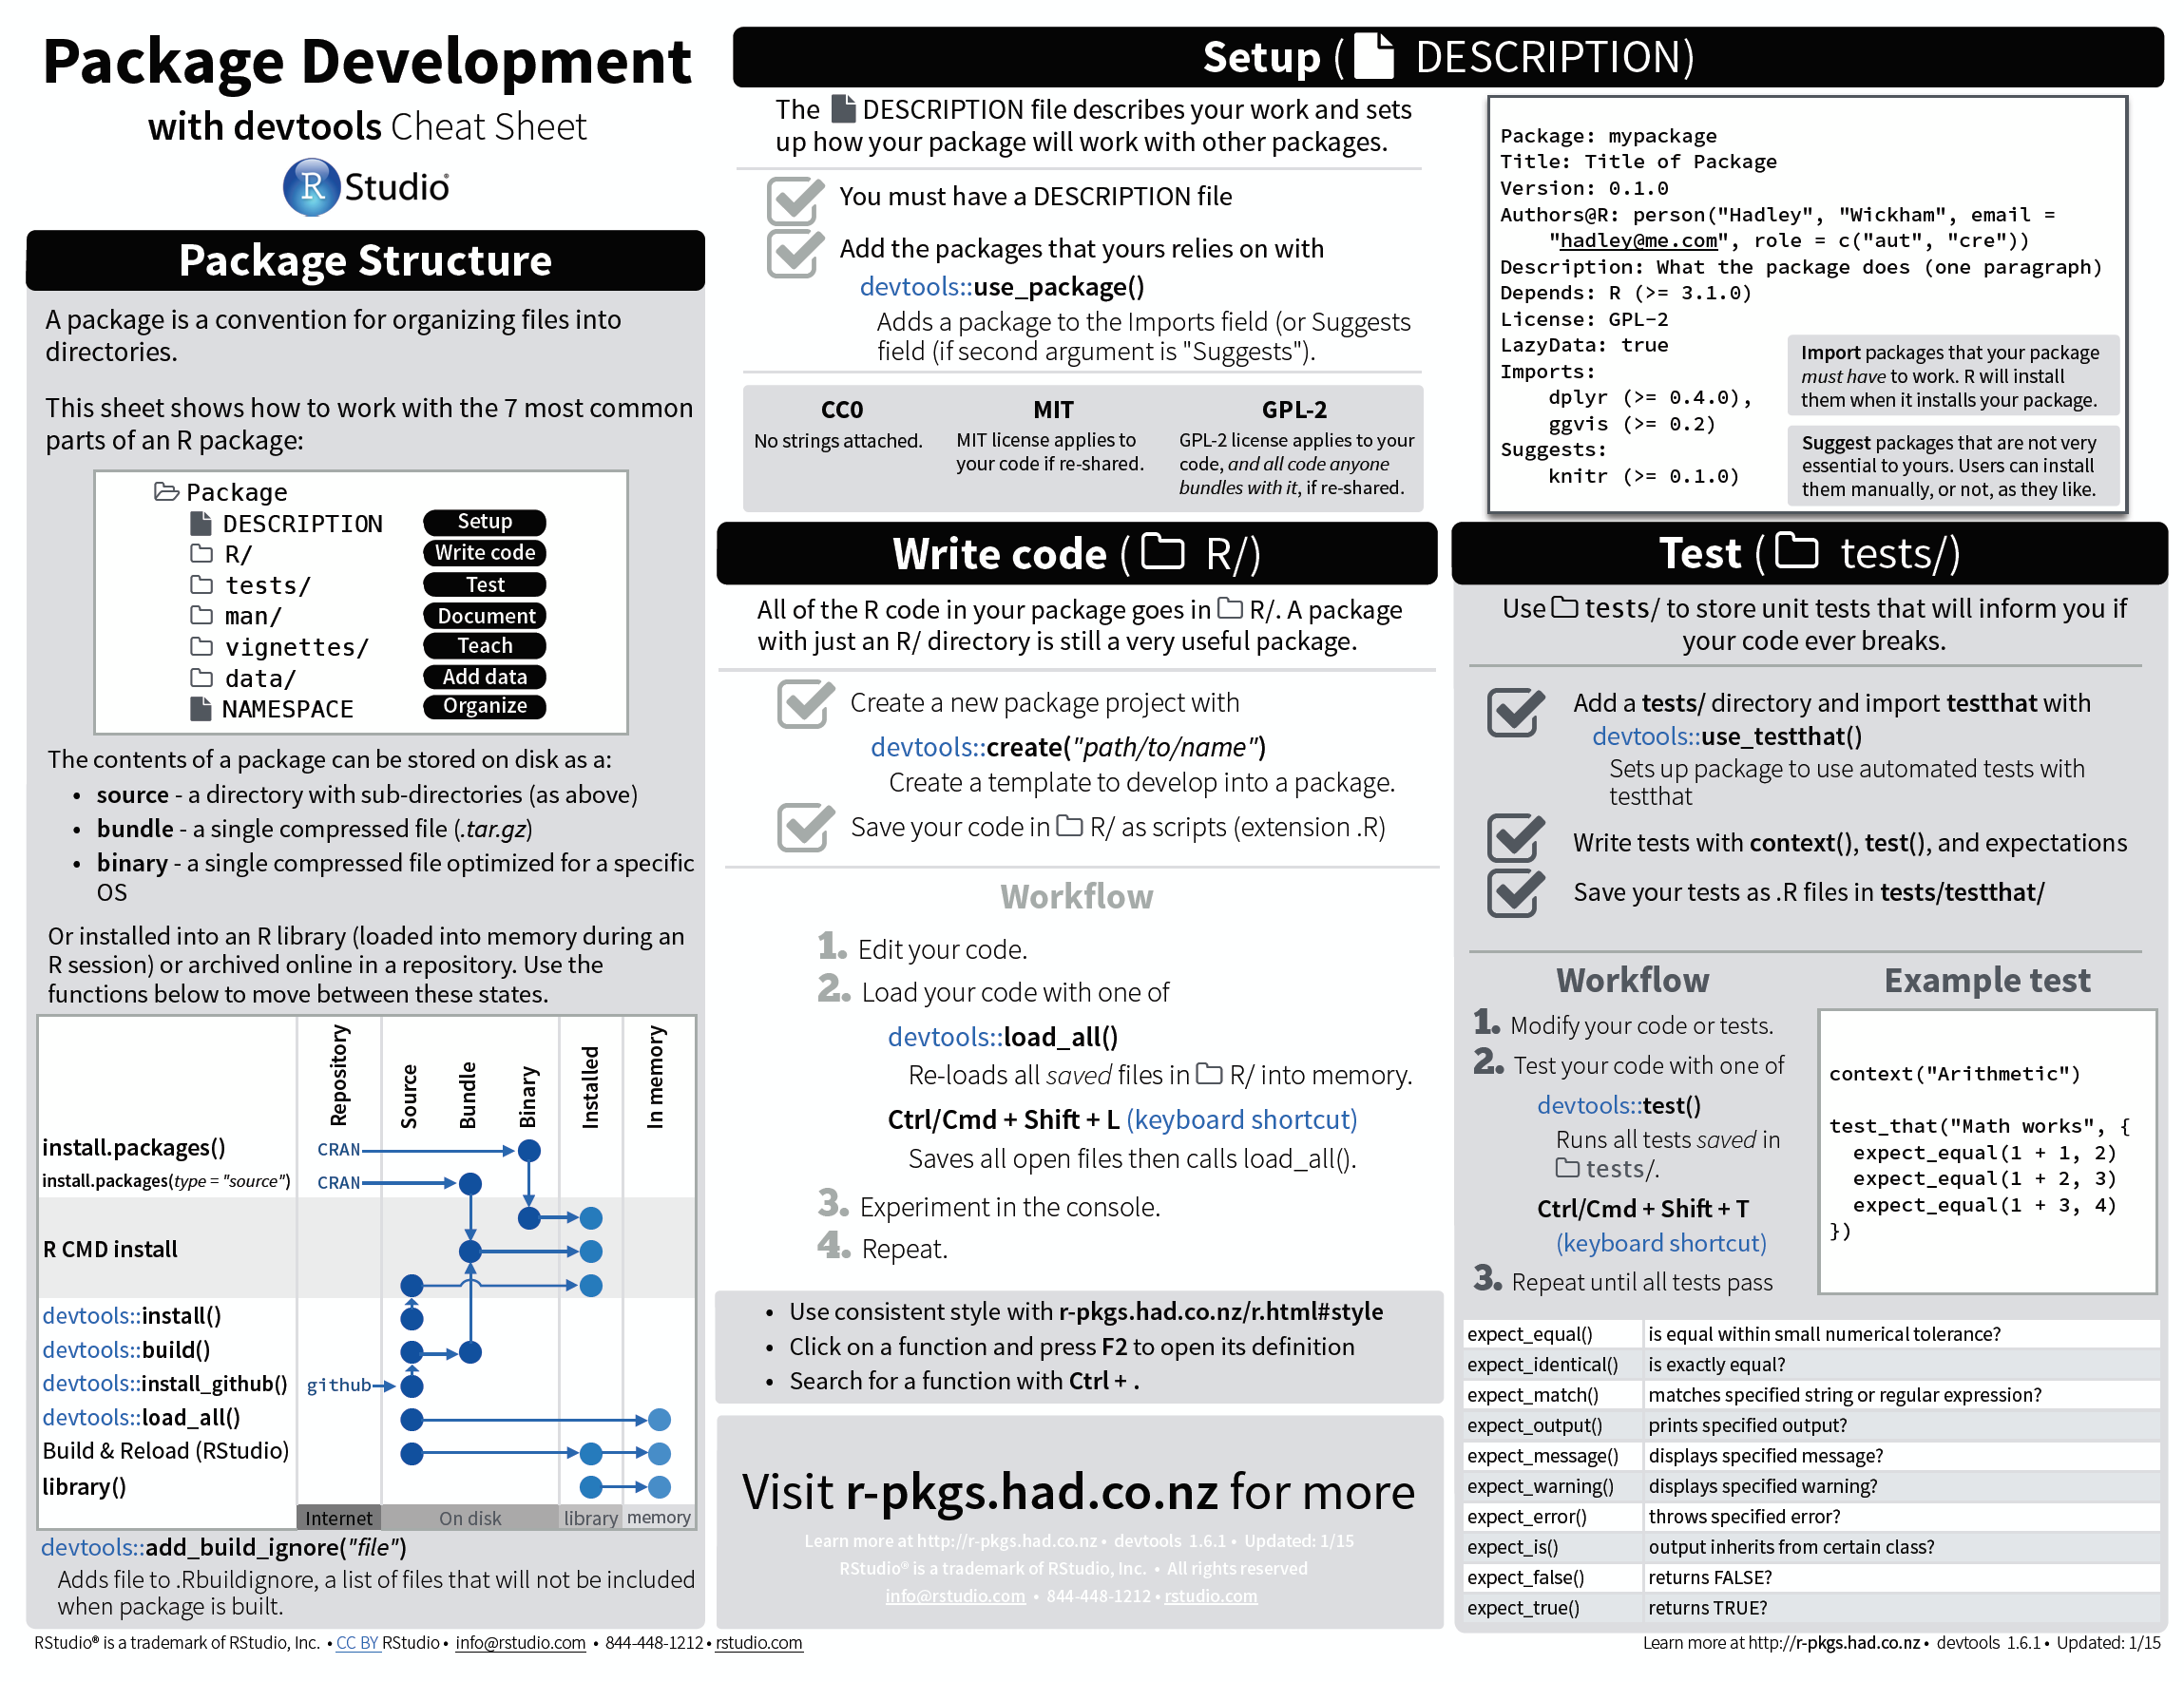 Package Development
with devtools Cheat Sheet
R Studio®
Package Structure
A package is a convention for organizing files into
directories.
This sheet shows how to work with the 7 most common
parts of an R package:
Package
DESCRIPTION Setup
R/ Write code
tests/ Test
man/ Document
vignettes/ Teach
data/ Add data
NAMESPACE Organize
The contents of a package can be stored on disk as a:
• source - a directory with sub-directories (as above)
• bundle - a single compressed file (.tar.gz)
• binary - a single compressed file optimized for a specific
OS
Or installed into an R library (loaded into memory during an
R session) or archived online in a repository. Use the
functions below to move between these states.
Repository Source Bundle Binary Installed In memory
install.packages() CRAN
install.packages(type = "source") CRAN
R CMD install
devtools::install()
devtools::build()
devtools::install_github() github
devtools::load_all()
Build & Reload (RStudio)
library()
Internet On disk library memory
devtools::add_build_ignore("file")
Adds file to .Rbuildignore, a list of files that will not be included
when package is built.
Setup ( DESCRIPTION)
The DESCRIPTION file describes your work and sets
up how your package will work with other packages.
You must have a DESCRIPTION file
Add the packages that yours relies on with
devtools::use_package()
Adds a package to the Imports field (or Suggests
field (if second argument is "Suggests").
CC0
No strings attached.
MIT
MIT license applies to
your code if re-shared.
GPL-2
GPL-2 license applies to your
code, and all code anyone
bundles with it, if re-shared.
Package: mypackage
Title: Title of Package
Version: 0.1.0
Authors@R: person("Hadley", "Wickham", email =
"hadley@me.com", role = c("aut", "cre"))
Description: What the package does (one paragraph)
Depends: R (>= 3.1.0)
License: GPL-2
LazyData: true
Imports:
dplyr (>= 0.4.0),
ggvis (>= 0.2)
Suggests:
knitr (>= 0.1.0)
Import packages that your package
must have to work. R will install
them when it installs your package.
Suggest packages that are not very
essential to yours. Users can install
them manually, or not, as they like.
Write code ( R/)
All of the R code in your package goes in R/. A package
with just an R/ directory is still a very useful package.
Create a new package project with
devtools::create("path/to/name")
Create a template to develop into a package.
Save your code in R/ as scripts (extension .R)
Workflow
1. Edit your code.
2. Load your code with one of
devtools::load_all()
Re-loads all saved files in R/ into memory.
Ctrl/Cmd + Shift + L (keyboard shortcut)
Saves all open files then calls load_all().
3. Experiment in the console.
4. Repeat.
• Use consistent style with r-pkgs.had.co.nz/r.html#style
• Click on a function and press F2 to open its definition
• Search for a function with Ctrl + .
Visit r-pkgs.had.co.nz for more
Learn more at http://r-pkgs.had.co.nz • devtools 1.6.1 • Updated: 1/15
RStudio® is a trademark of RStudio, Inc. • All rights reserved
info@rstudio.com • 844-448-1212 • rstudio.com
Test ( tests/)
Use tests/ to store unit tests that will inform you if
your code ever breaks.
Add a tests/ directory and import testthat with
devtools::use_testthat()
Sets up package to use automated tests with
testthat
Write tests with context(), test(), and expectations
Save your tests as .R files in tests/testthat/
Workflow
1. Modify your code or tests.
2. Test your code with one of
devtools::test()
Runs all tests saved in
tests/.
Ctrl/Cmd + Shift + T
(keyboard shortcut)
3. Repeat until all tests pass
Example test
context("Arithmetic")
test_that("Math works", {
expect_equal(1 + 1, 2)
expect_equal(1 + 2, 3)
expect_equal(1 + 3, 4)
})
expect_equal() is equal within small numerical tolerance?
expect_identical() is exactly equal?
expect_match() matches specified string or regular expression?
expect_output() prints specified output?
expect_message() displays specified message?
expect_warning() displays specified warning?
expect_error() throws specified error?
expect_is() output inherits from certain class?
expect_false() returns FALSE?
expect_true() returns TRUE?
RStudio® is a trademark of RStudio, Inc. • CC BY RStudio • info@rstudio.com • 844-448-1212 • rstudio.com
Learn more at http://r-pkgs.had.co.nz • devtools 1.6.1 • Updated: 1/15